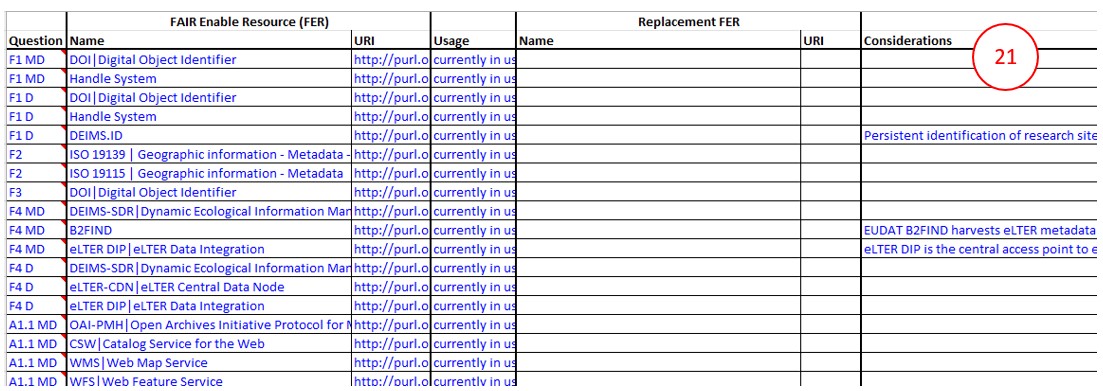 FAIR Enable Resource (FER) Replacement FER
Question Name URI Usage Name URI Considerations
21
F1 MD DOI|Digital Object Identifier http://purl.o currently in us
F1 MD Handle System http://purl.o currently in us
F1 D DOI|Digital Object Identifier http://purl.o currently in us
F1 D Handle System http://purl.o currently in us
F1 D DEIMS.ID http://purl.o currently in us Persistent identification of research site
F2 ISO 19139 | Geographic information - Metadata - http://purl.o currently in us
F2 ISO 19115 | Geographic information - Metadata http://purl.o currently in us
F3 DOI|Digital Object Identifier http://purl.o currently in us
F4 MD DEIMS-SDR|Dynamic Ecological Information Man http://purl.o currently in us
F4 MD B2FIND http://purl.o currently in us EUDAT B2FIND harvests eLTER metadata
F4 MD eLTER DIP|eLTER Data Integration http://purl.o currently in us eLTER DIP is the central access point to e
F4 D DEIMS-SDR|Dynamic Ecological Information Man http://purl.o currently in us
F4 D eLTER-CDN|eLTER Central Data Node http://purl.o currently in us
F4 D eLTER DIP|eLTER Data Integration http://purl.o currently in us
A1.1 MD OAI-PMH|Open Archives Initiative Protocol for M http://purl.o currently in us
A1.1 MD CSW|Catalog Service for the Web http://purl.o currently in us
A1.1 MD WMS|Web Map Service http://purl.o currently in us
A1.1 MD WFS|Web Feature Service http://purl.o currently in us